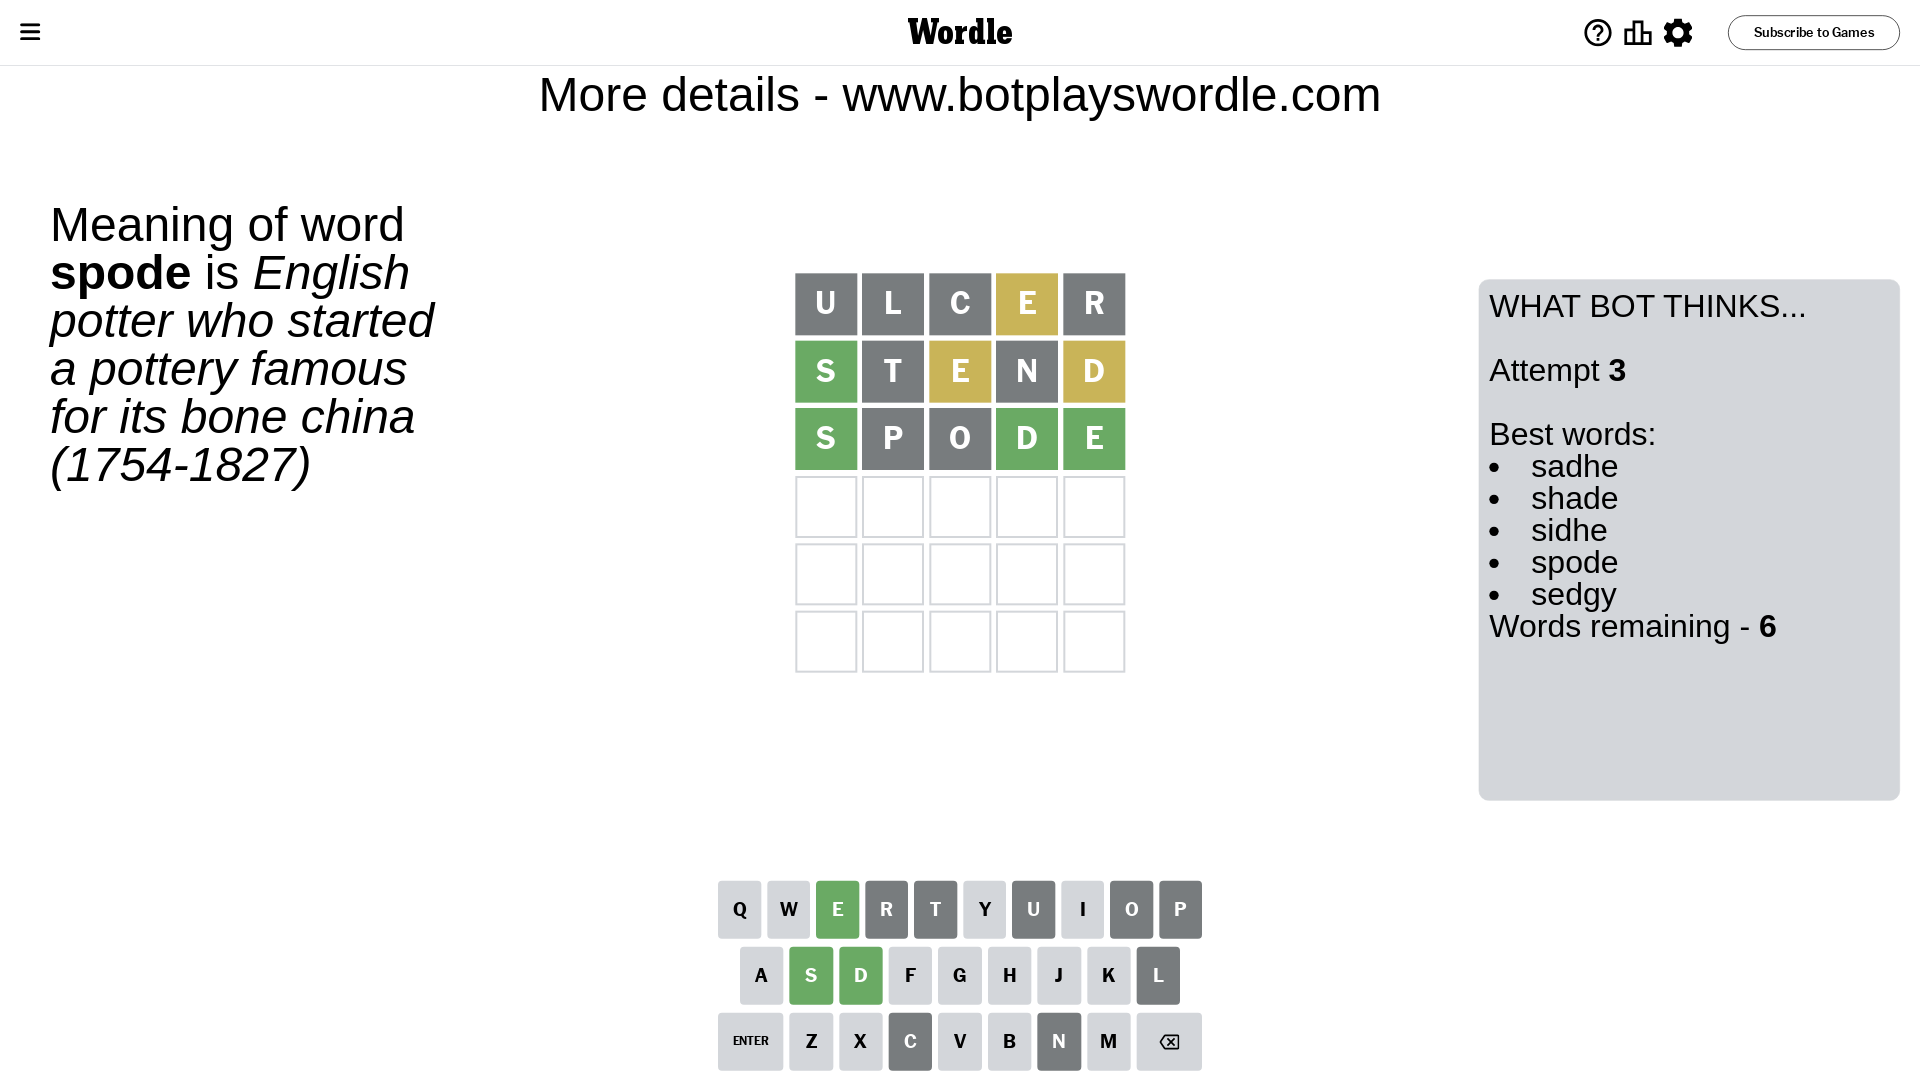 Wordle
Subscribe to Games
More details - www.botplayswordle.com
Meaning of word
spode is English
potter who started
a pottery famous
for its bone china
(1754-1827)
U L C E R
S T E N D
S P O D E
WHAT BOT THINKS...
Attempt 3
Best words:
• sadhe
• shade
• sidhe
• spode
• sedgy
Words remaining - 6
Q W E R T Y U I O P
A S D F G H J K L
ENTER Z X C V B N M